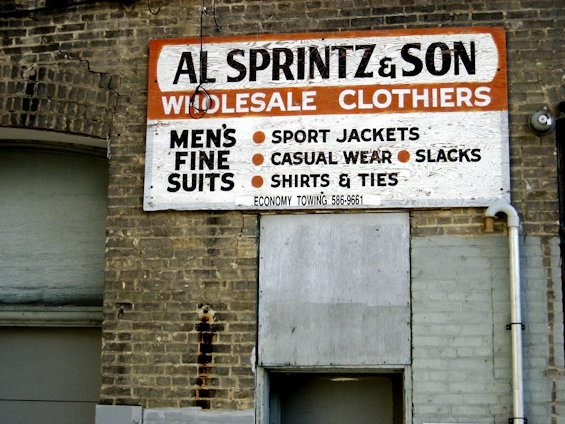 AL SPRINTZ & SON
WHOLESALE CLOTHIERS
MEN'S
FINE
SUITS
● SPORT JACKETS
● CASUAL WEAR ● SLACKS
● SHIRTS & TIES
ECONOMY TOWING 586-9661